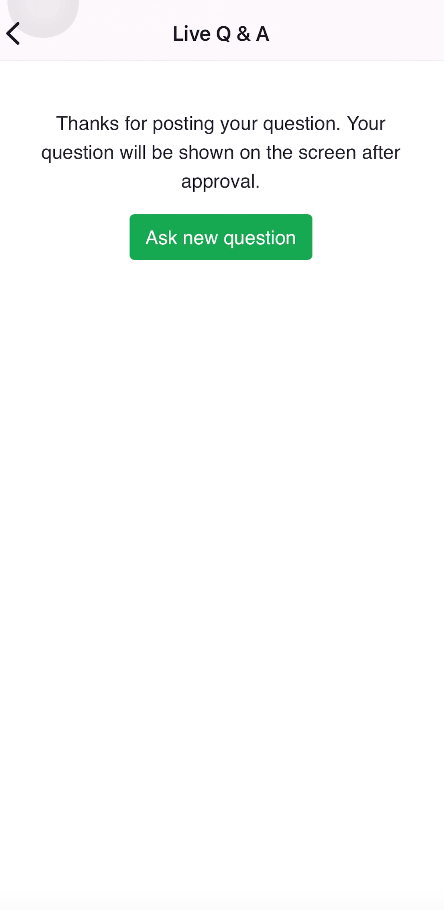 Live Q & A
Thanks for posting your question. Your
question will be shown on the screen after
approval.
Ask new question